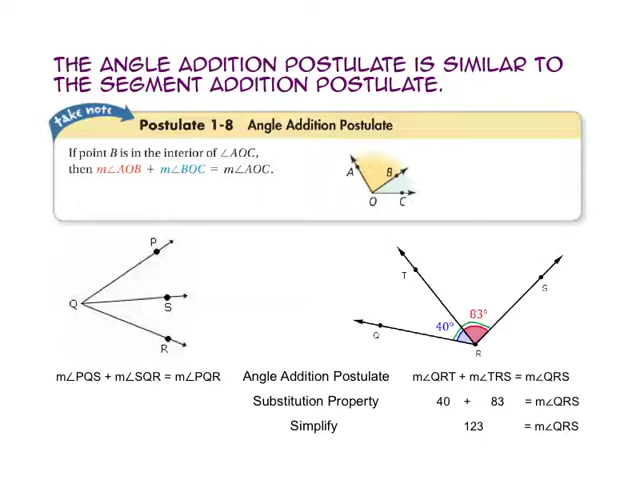 THE ANGLE ADDITION POSTULATE IS SIMILAR TO
THE SEGMENT ADDITION POSTULATE.
take note
Postulate 1-8 Angle Addition Postulate
If point B is in the interior of ∠AOC,
then m∠AOB + m∠BOC = m∠AOC.
A
B
O
C
P
Q
S
R
T
S
83°
40°
Q
R
m∠PQS + m∠SQR = m∠PQR
Angle Addition Postulate
m∠QRT + m∠TRS = m∠QRS
Substitution Property
40 + 83 = m∠QRS
Simplify
123 = m∠QRS